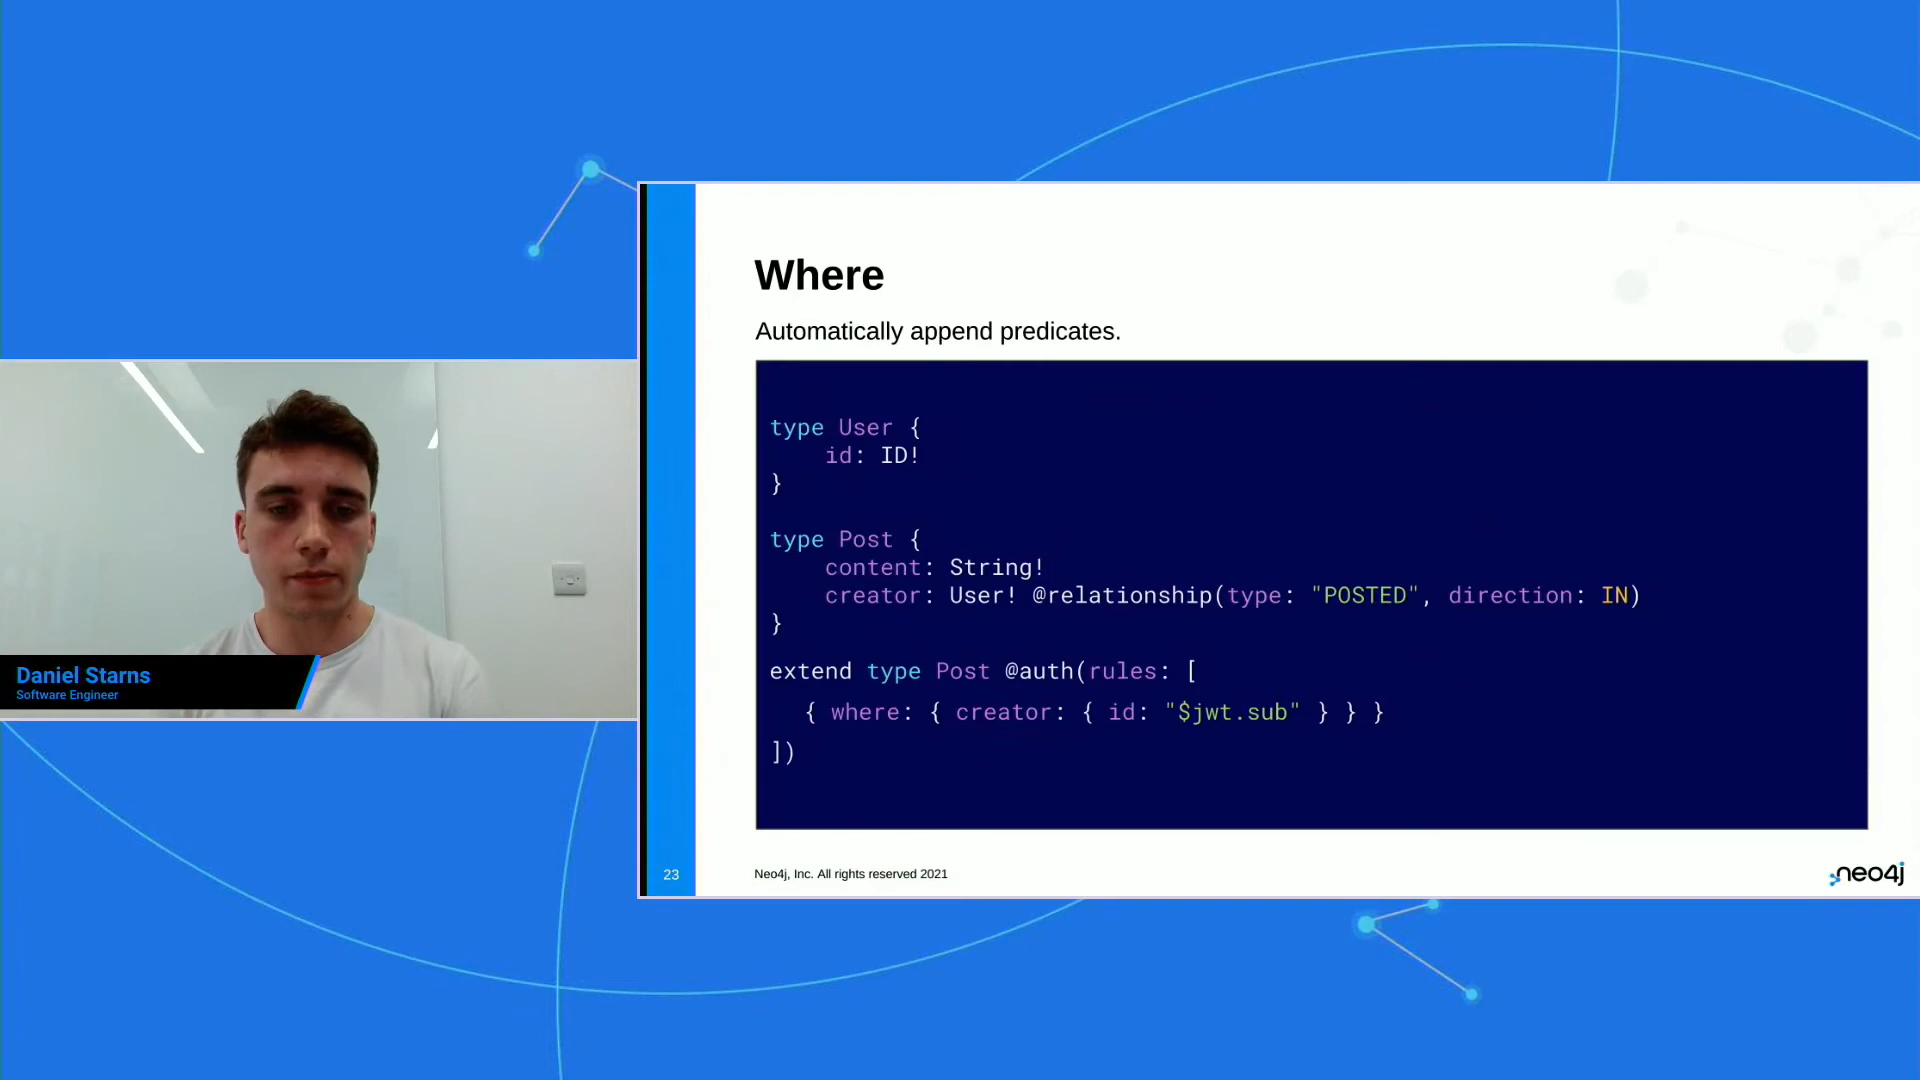 Where
Automatically append predicates.
type User {
    id: ID!
}
type Post {
    content: String!
    creator: User! @relationship(type: "POSTED", direction: IN)
}
extend type Post @auth(rules: [
  { where: { creator: { id: "$jwt.sub" } } }
])
Daniel Starns
Software Engineer
23
Neo4j, Inc. All rights reserved 2021
neo4j